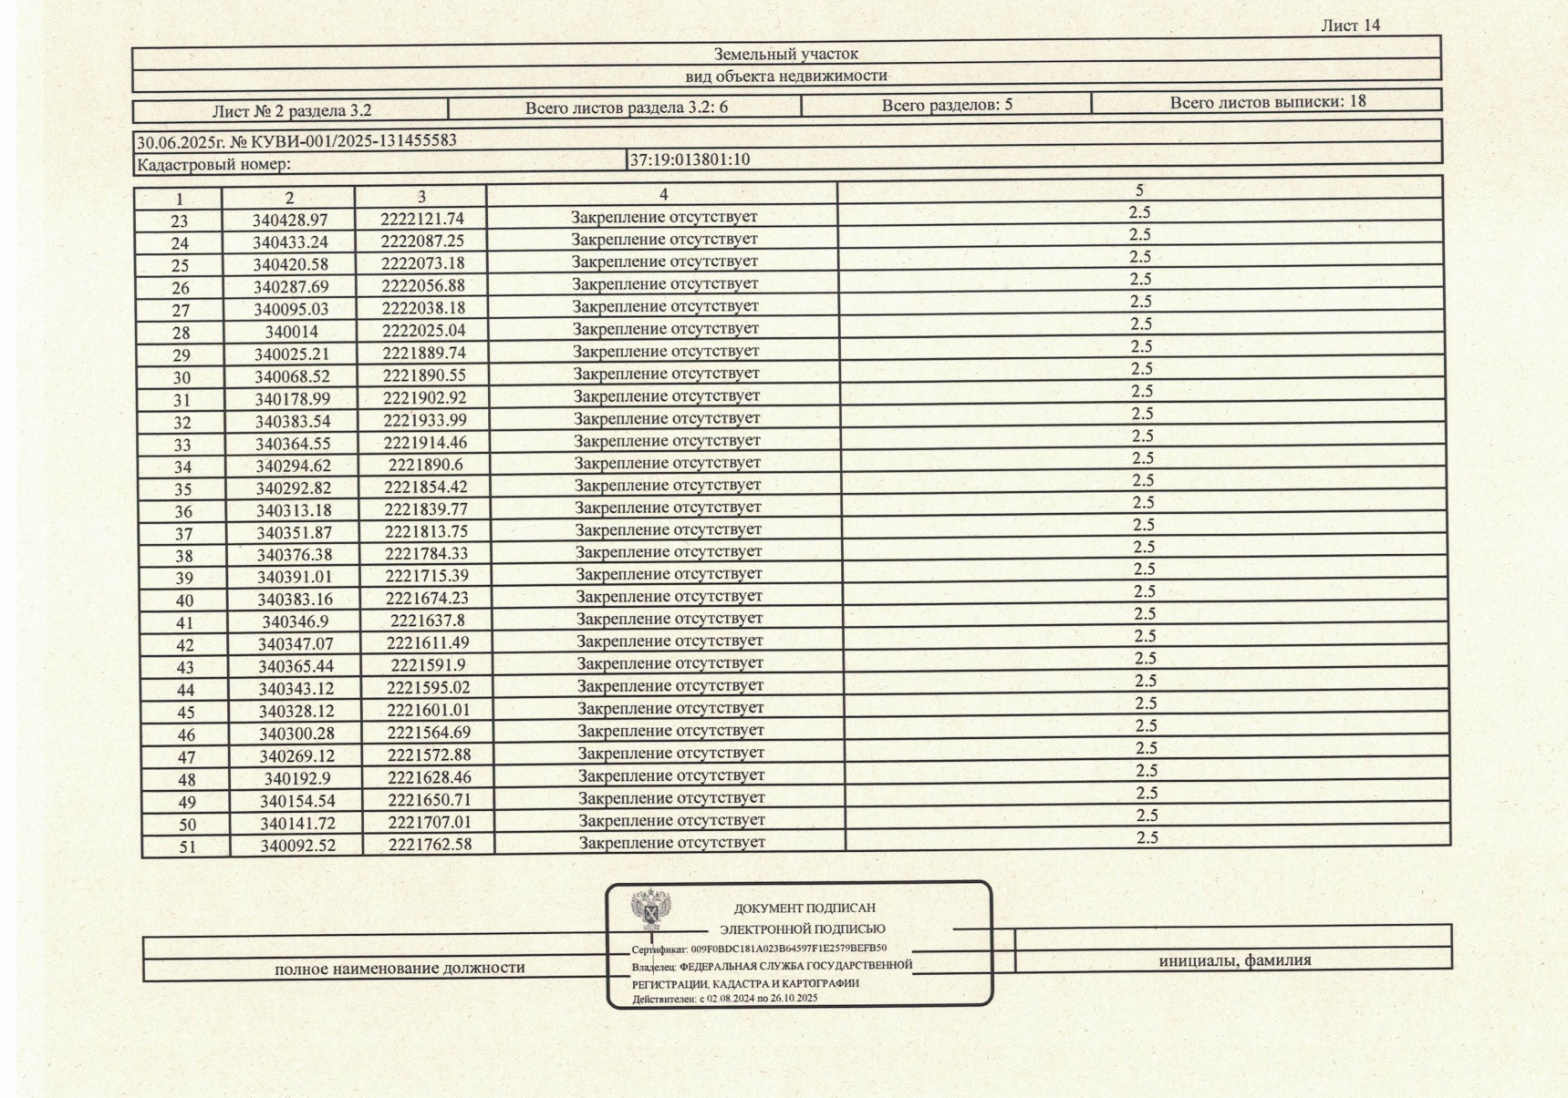 Лист 14
Земельный участок
вид объекта недвижимости
Лист № 2 раздела 3.2 Всего листов раздела 3.2: 6 Всего разделов: 5 Всего листов выписки: 18
30.06.2025г. № КУВИ-001/2025-131455583
Кадастровый номер: 37:19:013801:10
1 2 3 4 5
23 340428.97 2222121.74 Закрепление отсутствует 2.5
24 340433.24 2222087.25 Закрепление отсутствует 2.5
25 340420.58 2222073.18 Закрепление отсутствует 2.5
26 340287.69 2222056.88 Закрепление отсутствует 2.5
27 340095.03 2222038.18 Закрепление отсутствует 2.5
28 340014 2222025.04 Закрепление отсутствует 2.5
29 340025.21 2221889.74 Закрепление отсутствует 2.5
30 340068.52 2221890.55 Закрепление отсутствует 2.5
31 340178.99 2221902.92 Закрепление отсутствует 2.5
32 340383.54 2221933.99 Закрепление отсутствует 2.5
33 340364.55 2221914.46 Закрепление отсутствует 2.5
34 340294.62 2221890.6 Закрепление отсутствует 2.5
35 340292.82 2221854.42 Закрепление отсутствует 2.5
36 340313.18 2221839.77 Закрепление отсутствует 2.5
37 340351.87 2221813.75 Закрепление отсутствует 2.5
38 340376.38 2221784.33 Закрепление отсутствует 2.5
39 340391.01 2221715.39 Закрепление отсутствует 2.5
40 340383.16 2221674.23 Закрепление отсутствует 2.5
41 340346.9 2221637.8 Закрепление отсутствует 2.5
42 340347.07 2221611.49 Закрепление отсутствует 2.5
43 340365.44 2221591.9 Закрепление отсутствует 2.5
44 340343.12 2221595.02 Закрепление отсутствует 2.5
45 340328.12 2221601.01 Закрепление отсутствует 2.5
46 340300.28 2221564.69 Закрепление отсутствует 2.5
47 340269.12 2221572.88 Закрепление отсутствует 2.5
48 340192.9 2221628.46 Закрепление отсутствует 2.5
49 340154.54 2221650.71 Закрепление отсутствует 2.5
50 340141.72 2221707.01 Закрепление отсутствует 2.5
51 340092.52 2221762.58 Закрепление отсутствует 2.5
ДОКУМЕНТ ПОДПИСАН
ЭЛЕКТРОННОЙ ПОДПИСЬЮ
Сертификат: 009F0BDC181A023B64597F1E2579BEFB50
Владелец: ФЕДЕРАЛЬНАЯ СЛУЖБА ГОСУДАРСТВЕННОЙ
РЕГИСТРАЦИИ, КАДАСТРА И КАРТОГРАФИИ
Действителен: с 02.08.2024 по 26.10.2025
полное наименование должности инициалы, фамилия